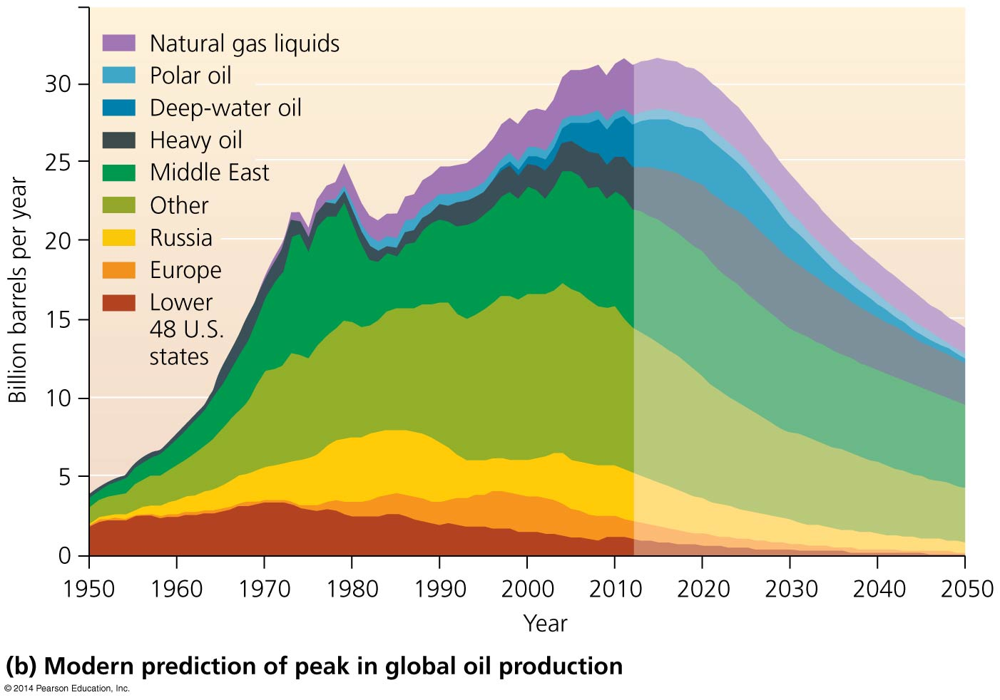 Natural gas liquids
Polar oil
Deep-water oil
Heavy oil
Middle East
Other
Russia
Europe
Lower
48 U.S.
states
Billion barrels per year
30
25
20
15
10
5
0
1950 1960 1970 1980 1990 2000 2010 2020 2030 2040 2050
Year
(b) Modern prediction of peak in global oil production
© 2014 Pearson Education, Inc.